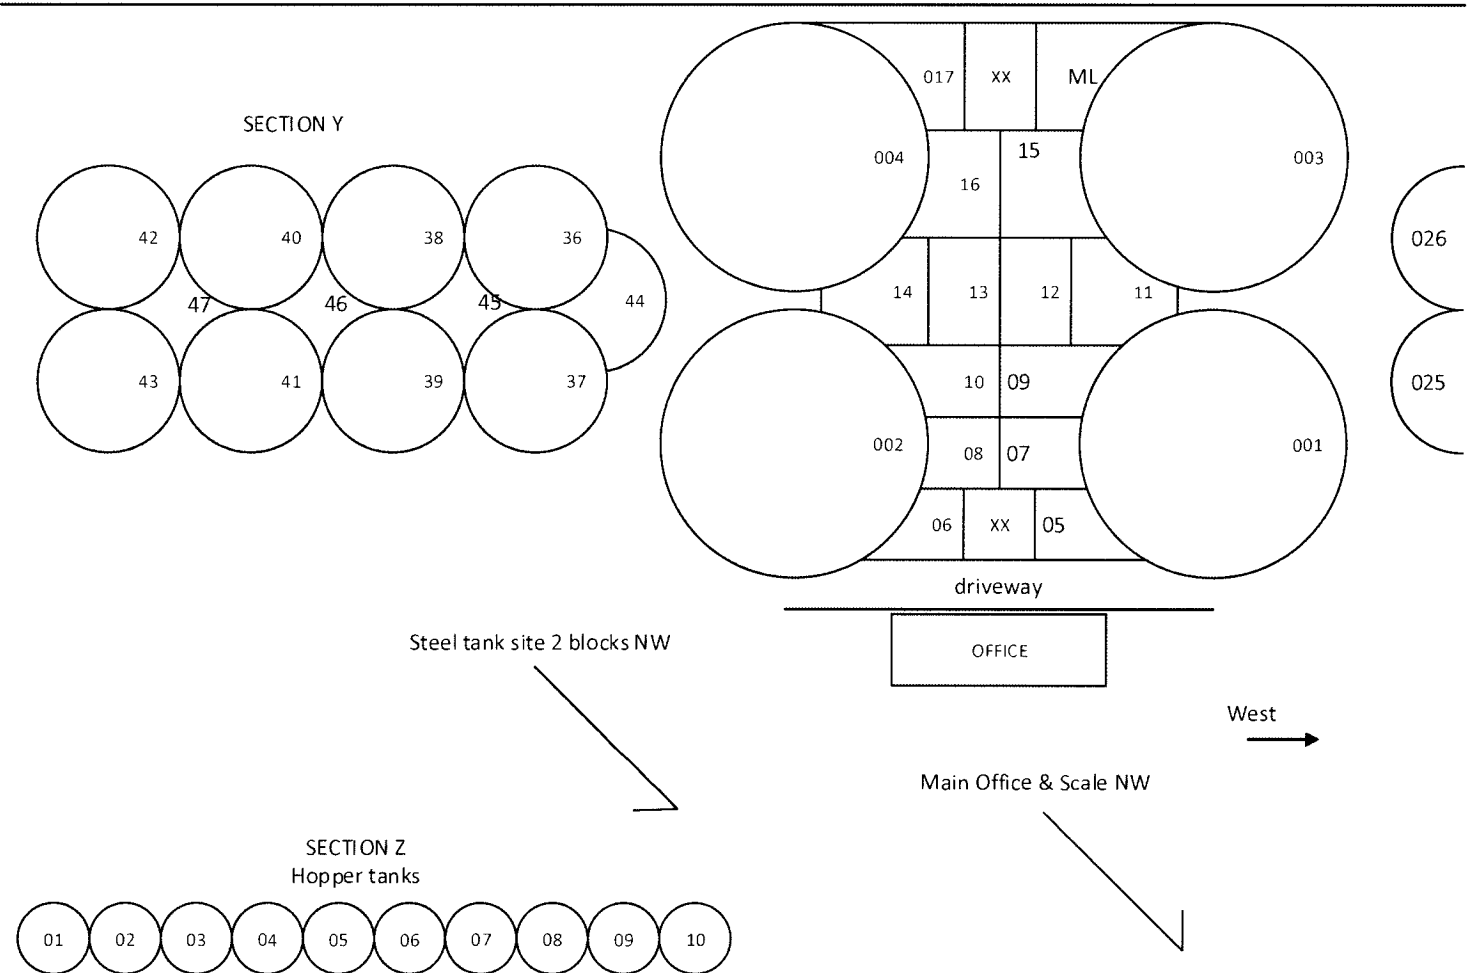 017 XX ML
SECTION Y
004 15 003
16
42 40 38 36 026
47 46 45 44 14 13 12 11
43 41 39 37 10 09 025
002 08 07 001
06 XX 05
driveway
Steel tank site 2 blocks NW
OFFICE
West
Main Office & Scale NW
SECTION Z
Hopper tanks
01 02 03 04 05 06 07 08 09 10